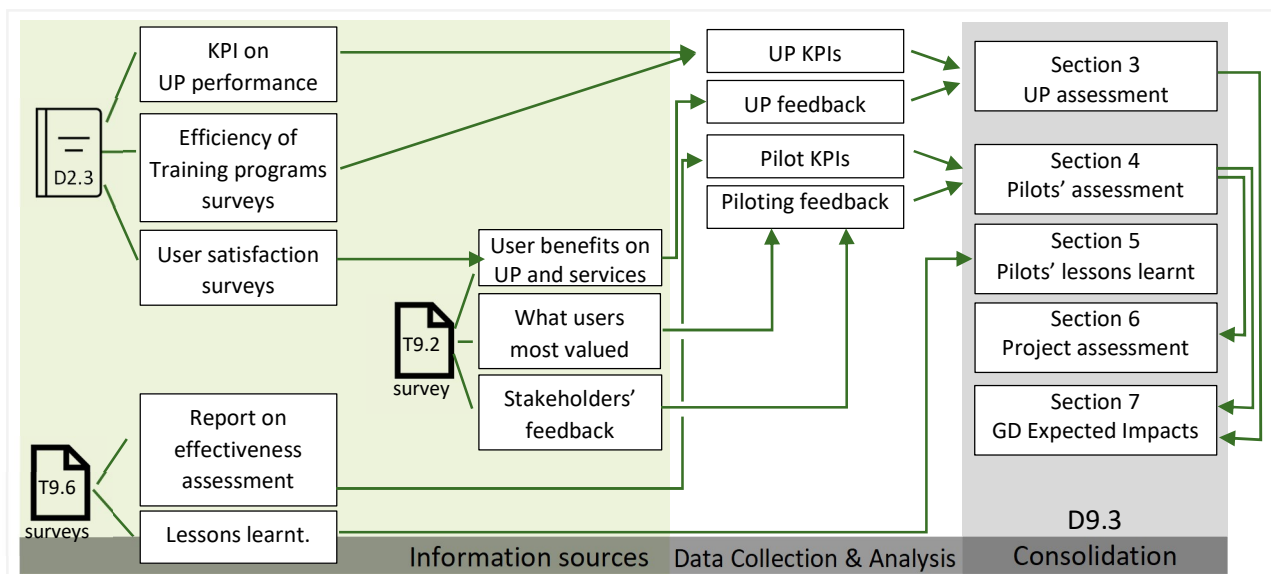 KPI on
UP performance
D2.3
Efficiency of
Training programs
surveys
User satisfaction
surveys
User benefits on
UP and services
T9.2
survey
What users
most valued
Stakeholders’
feedback
Report on
effectiveness
assessment
T9.6
surveys
Lessons learnt.
Information sources
UP KPIs
UP feedback
Pilot KPIs
Piloting feedback
Data Collection & Analysis
Section 3
UP assessment
Section 4
Pilots’ assessment
Section 5
Pilots’ lessons learnt
Section 6
Project assessment
Section 7
GD Expected Impacts
D9.3
Consolidation